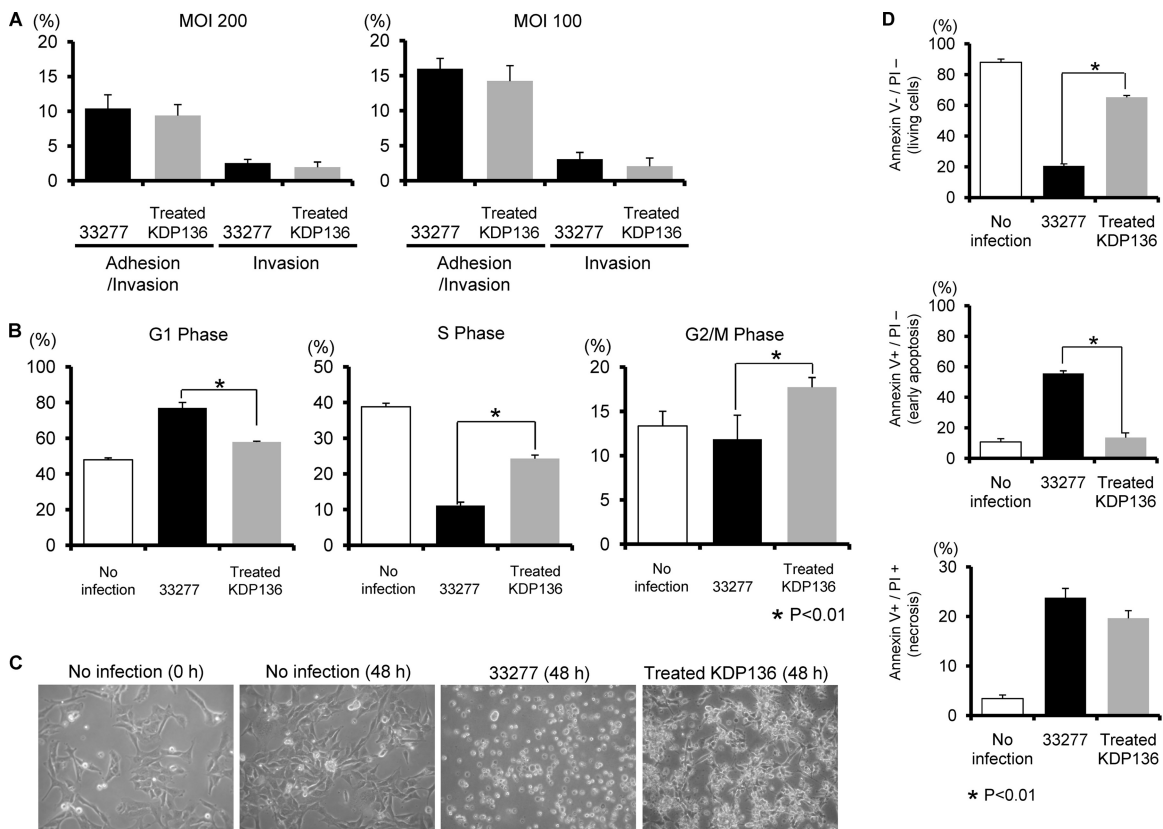 A
(%)
MOI 200
20
15
10
5
0
33277
Treated
KDP136
33277
Treated
KDP136
Adhesion
/Invasion
Invasion
(%)
MOI 100
20
15
10
5
0
33277
Treated
KDP136
33277
Treated
KDP136
Adhesion
/Invasion
Invasion
B
(%)
G1 Phase
100
80
60
40
20
0
*
No
infection
33277
Treated
KDP136
(%)
S Phase
50
40
30
20
10
0
*
No
infection
33277
Treated
KDP136
(%)
G2/M Phase
20
15
10
5
0
*
No
infection
33277
Treated
KDP136
* P<0.01
C
No infection (0 h)
No infection (48 h)
33277 (48 h)
Treated KDP136 (48 h)
D
(%)
Annexin V- / PI –
(living cells)
100
80
60
40
20
0
*
No
infection
33277
Treated
KDP136
(%)
Annexin V+ / PI –
(early apoptosis)
100
80
60
40
20
0
*
No
infection
33277
Treated
KDP136
(%)
Annexin V+ / PI +
(necrosis)
30
20
10
0
No
infection
33277
Treated
KDP136
* P<0.01